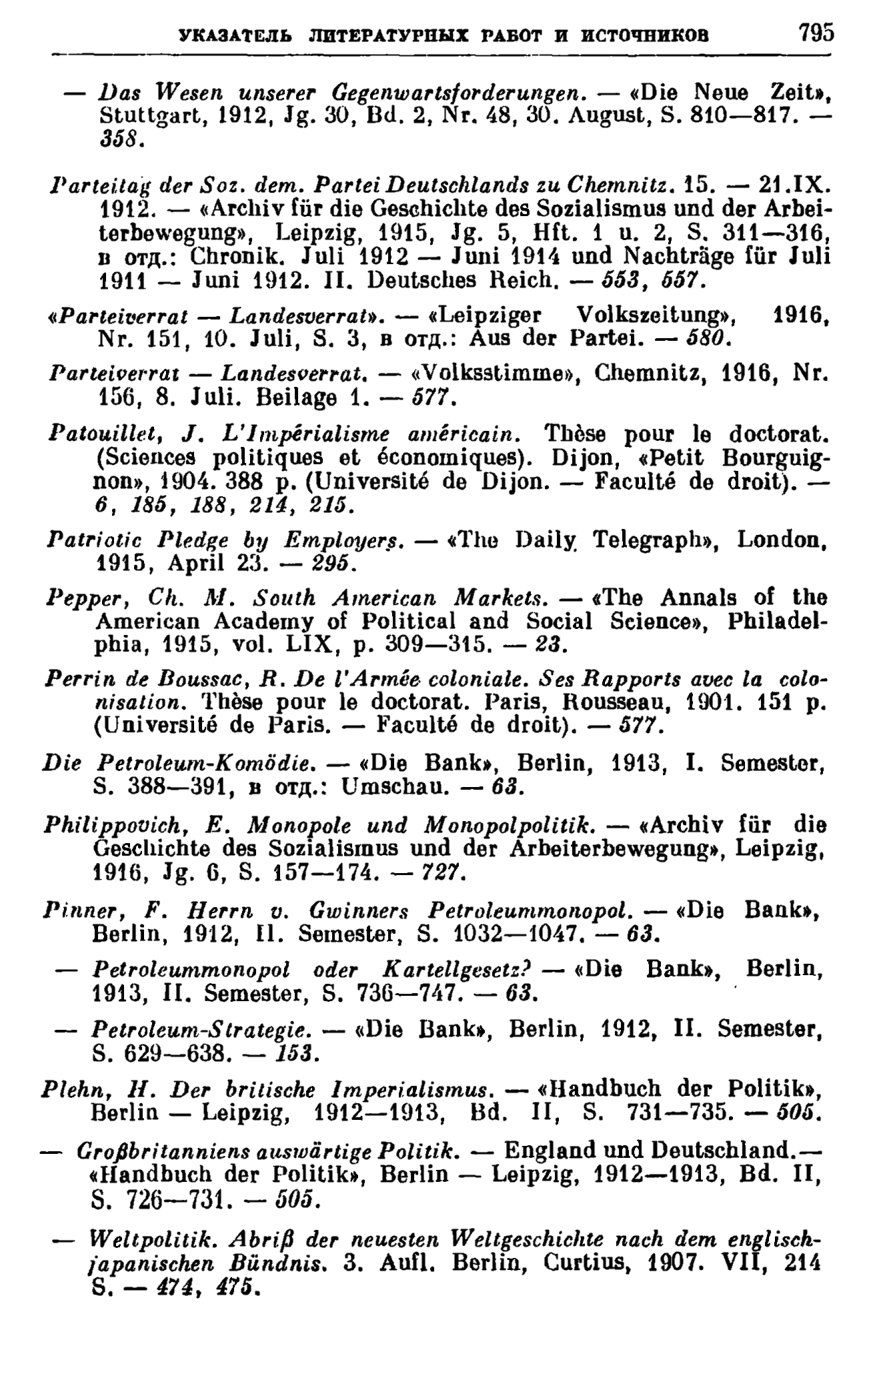 УКАЗАТЕЛЬ ЛИТЕРАТУРНЫХ РАБОТ И ИСТОЧНИКОВ 795
— Das Wesen unserer Gegenwartsforderungen. — «Die Neue Zeit»,
Stuttgart, 1912, Jg. 30, Bd. 2, Nr. 48, 30. August, S. 810—817. —
358.
Parteitag der Soz. dem. Partei Deutschlands zu Chemnitz. 15. — 21.IX.
1912. — «Archiv für die Geschichte des Sozialismus und der Arbei-
terbewegung», Leipzig, 1915, Jg. 5, Hft. 1 u. 2, S. 311—316,
в отд.: Chronik. Juli 1912 — Juni 1914 und Nachträge für Juli
1911 — Juni 1912. II. Deutsches Reich. — 553, 557.
«Parteiverrat — Landesverrat». — «Leipziger Volkszeitung», 1916,
Nr. 151, 10. Juli, S. 3, в отд.: Aus der Partei. — 580.
Parteiverrat — Landesverrat. — «Volksstimme», Chemnitz, 1916, Nr.
156, 8. Juli. Beilage 1. — 577.
Patouillet, J. L'Impérialisme américain. Thèse pour le doctorat.
(Sciences politiques et économiques). Dijon, «Petit Bourguig-
non», 1904. 388 p. (Université de Dijon. — Faculté de droit). —
6, 185, 188, 214, 215.
Patriotic Pledge by Employers. — «The Daily Telegraph», London,
1915, April 23. — 295.
Pepper, Ch. M. South American Markets. — «The Annals of the
American Academy of Political and Social Science», Philadel-
phia, 1915, vol. LIX, p. 309—315. — 23.
Perrin de Boussac, R. De l'Armée coloniale. Ses Rapports avec la colo-
nisation. Thèse pour le doctorat. Paris, Rousseau, 1901. 151 p.
(Université de Paris. — Faculté de droit). — 577.
Die Petroleum-Komödie. — «Die Bank», Berlin, 1913, I. Semester,
S. 388—391, в отд.: Umschau. — 63.
Philippovich, E. Monopole und Monopolpolitik. — «Archiv für die
Geschichte des Sozialismus und der Arbeiterbewegung», Leipzig,
1916, Jg. 6, S. 157—174. — 727.
Pinner, F. Herrn v. Gwinners Petroleummonopol. — «Die Bank»,
Berlin, 1912, II. Semester, S. 1032—1047. — 63.
— Petroleummonopol oder Kartellgesetz? — «Die Bank», Berlin,
1913, II. Semester, S. 736—747. — 63.
— Petroleum-Strategie. — «Die Bank», Berlin, 1912, II. Semester,
S. 629—638. — 153.
Plehn, H. Der britische Imperialismus. — «Handbuch der Politik»,
Berlin — Leipzig, 1912—1913, Bd. II, S. 731—735. — 505.
— Großbritanniens auswärtige Politik. — England und Deutschland.—
«Handbuch der Politik», Berlin — Leipzig, 1912—1913, Bd. II,
S. 726—731. — 505.
— Weltpolitik. Abriß der neuesten Weltgeschichte nach dem englisch-
japanischen Bündnis. 3. Aufl. Berlin, Curtius, 1907. VII, 214
S. — 474, 475.